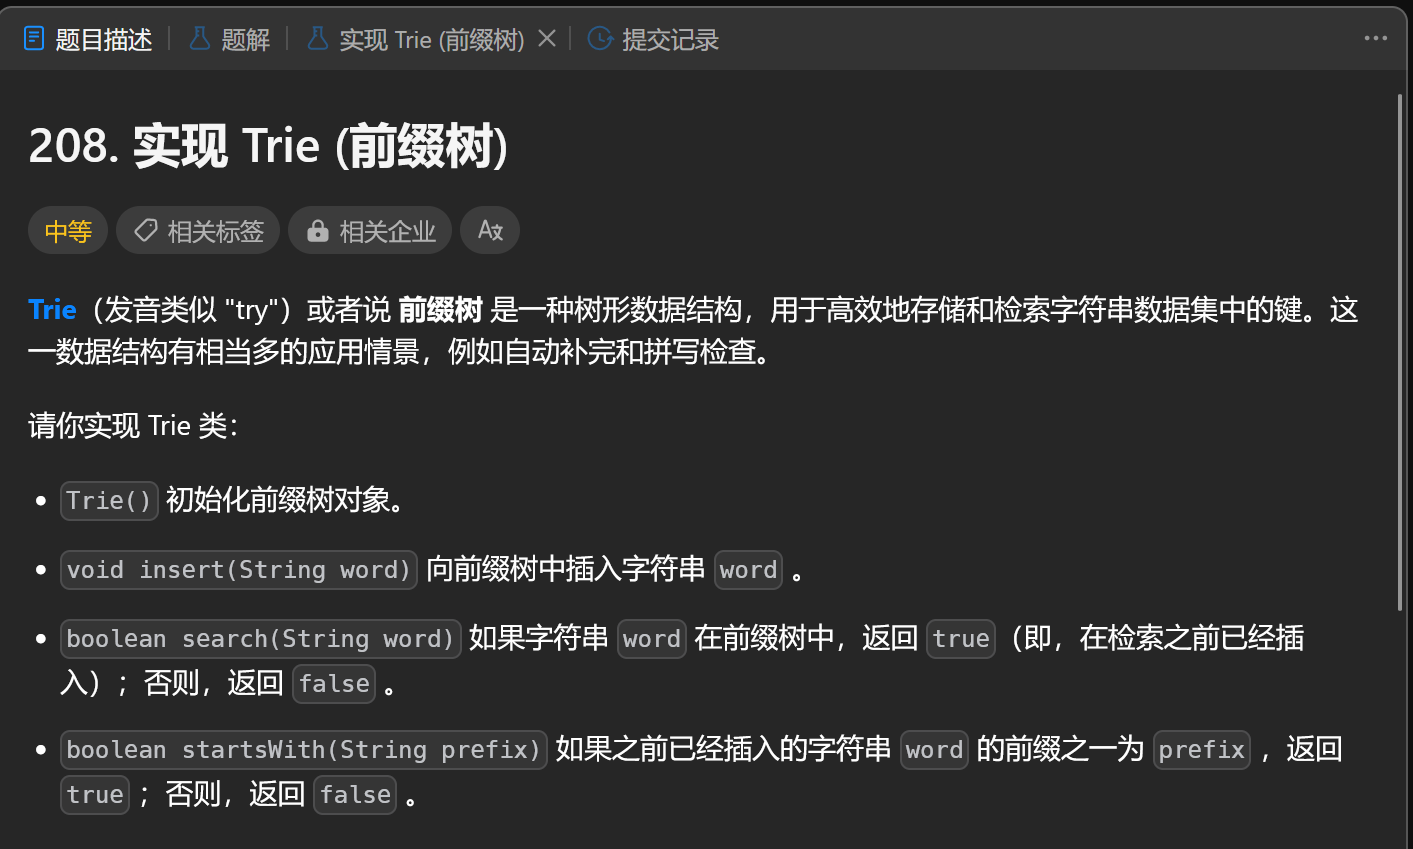 题目描述 题解 实现 Trie (前缀树) 提交记录
208. 实现 Trie (前缀树)
中等 相关标签 相关企业
Trie（发音类似 "try"）或者说 前缀树 是一种树形数据结构，用于高效地存储和检索字符串数据集中的键。这
一数据结构有相当多的应用情景，例如自动补完和拼写检查。
请你实现 Trie 类：
• Trie() 初始化前缀树对象。
• void insert(String word) 向前缀树中插入字符串 word 。
• boolean search(String word) 如果字符串 word 在前缀树中，返回 true（即，在检索之前已经插
入）；否则，返回 false 。
• boolean startsWith(String prefix) 如果之前已经插入的字符串 word 的前缀之一为 prefix ，返回
true ；否则，返回 false 。